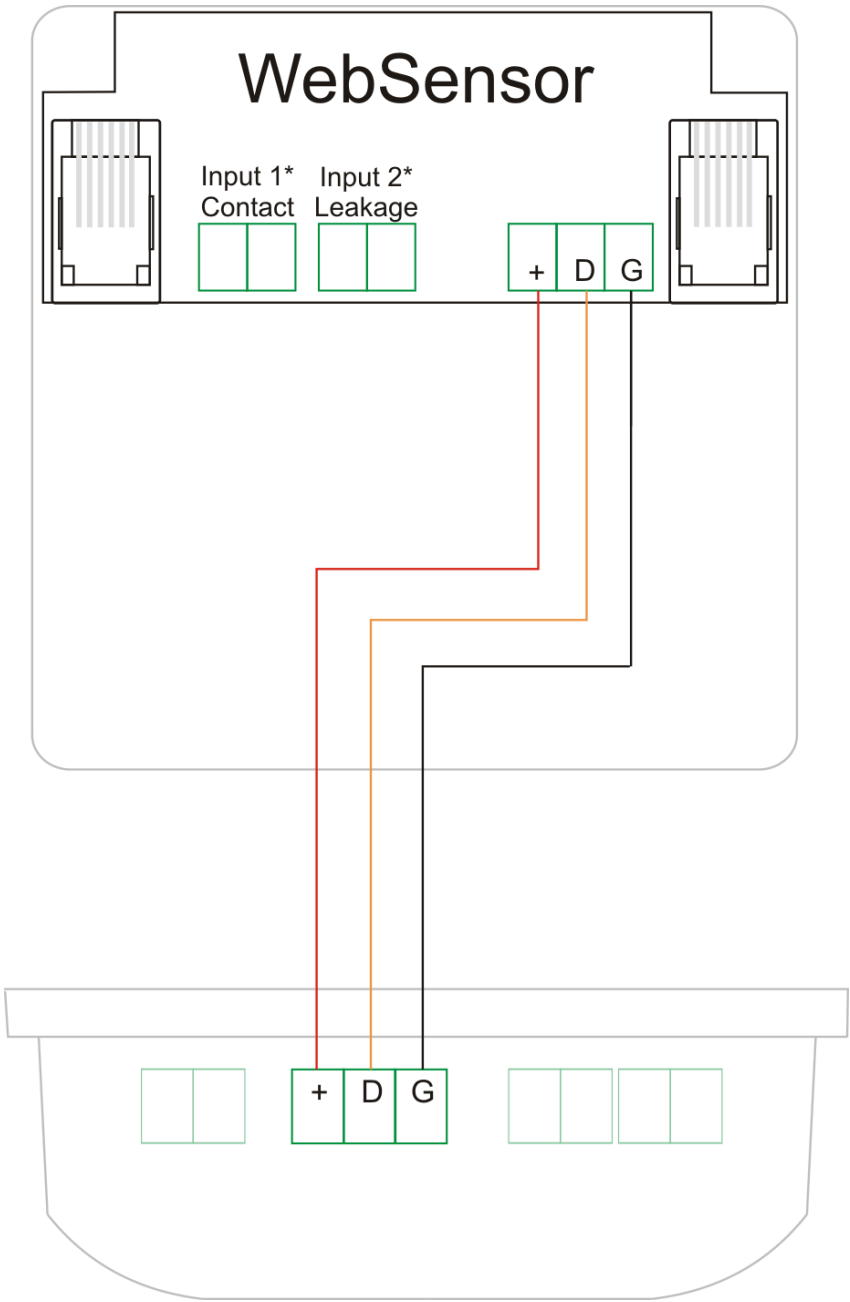 WebSensor
Input 1* Input 2*
Contact Leakage
+ D G
+ D G